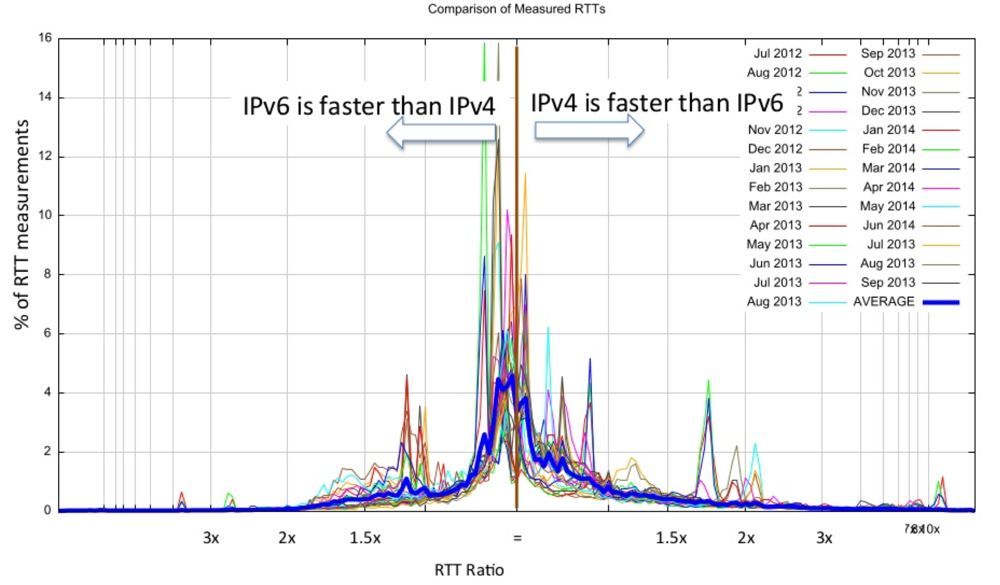 Comparison of Measured RTTs
16
14
12
10
8
6
4
2
0
% of RTT measurements
IPv6 is faster than IPv4
IPv4 is faster than IPv6
Jul 2012
Aug 2012
2
2
Nov 2012
Dec 2012
Jan 2013
Feb 2013
Mar 2013
Apr 2013
May 2013
Jun 2013
Jul 2013
Aug 2013
Sep 2013
Oct 2013
Nov 2013
Dec 2013
Jan 2014
Feb 2014
Mar 2014
Apr 2014
May 2014
Jun 2014
Jul 2013
Aug 2013
Sep 2013
AVERAGE
3x 2x 1.5x = 1.5x 2x 3x 10x
RTT Ratio